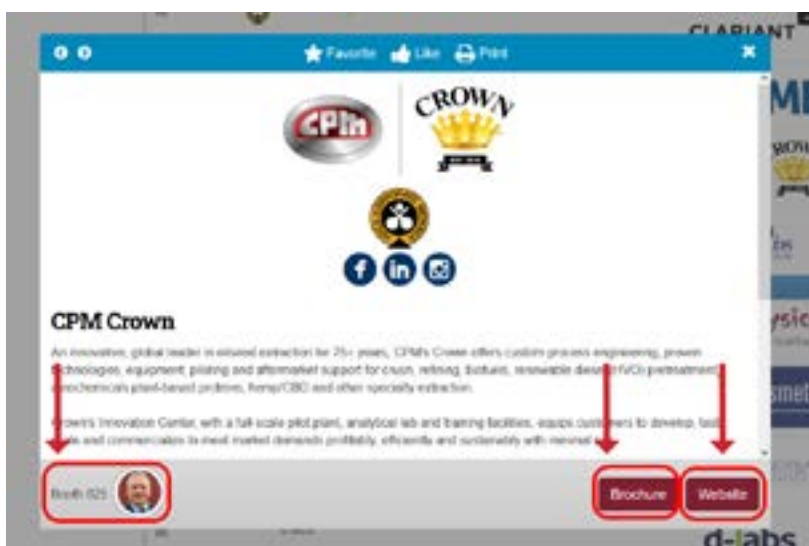 CLARIANT
Favorite Like Print
CPM
CROWN
CPM Crown
An innovative, global leader in oilseed extraction for 75+ years, CPM's Crown offers custom process engineering, proven
technologies, equipment, piloting and aftermarket support for crush, refining, biofuels, renewable diesel (HVO) pretreatment,
plant-based proteins, hemp/CBD and other specialty extraction.
Crown's Innovation Center, with a full-scale pilot plant, analytical lab and training facilities, equips customers to develop, test,
and commercialize to meet market demands profitably, efficiently and sustainably with minimal
Booth 825
Brochure
Website
d-labs